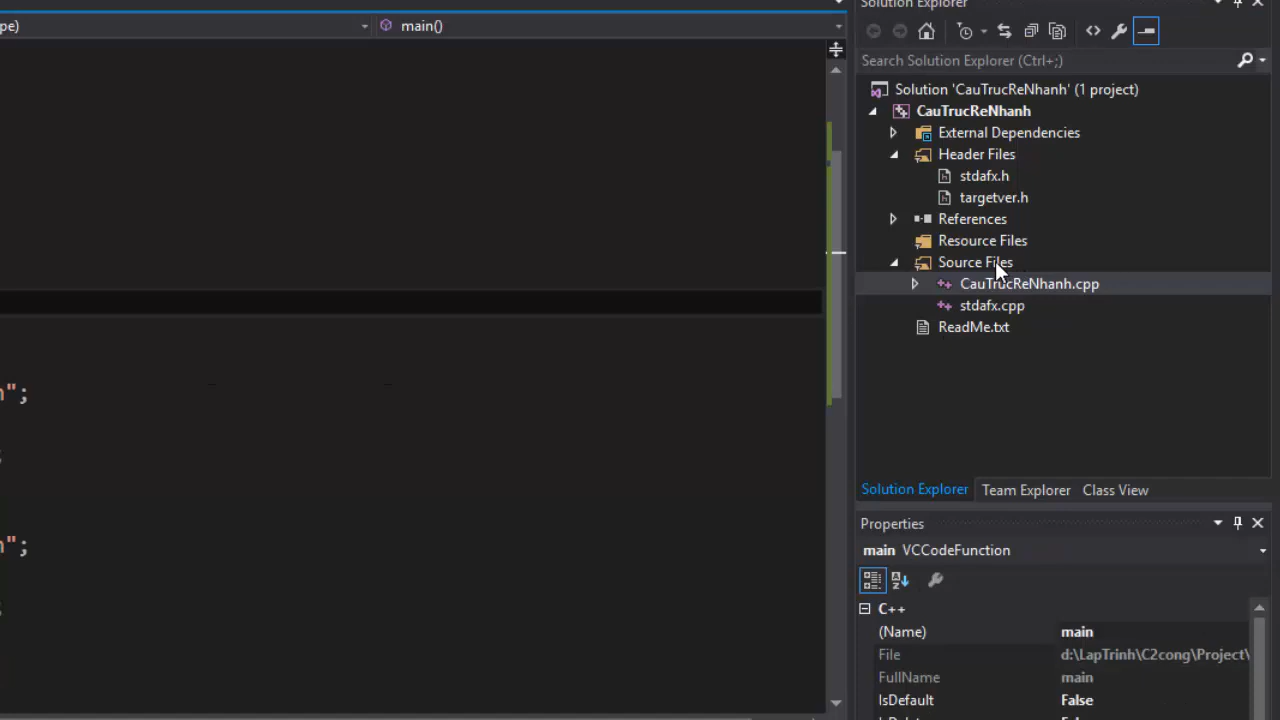 Solution Explorer
pe)
main()
Search Solution Explorer (Ctrl+;)
Solution 'CauTrucReNhanh' (1 project)
CauTrucReNhanh
External Dependencies
Header Files
stdafx.h
targetver.h
References
Resource Files
Source Files
CauTrucReNhanh.cpp
stdafx.cpp
ReadMe.txt
n";
n";
Solution Explorer Team Explorer Class View
Properties
main VCCodeFunction
C++
(Name) main
File d:\LapTrinh\C2cong\Project\
FullName main
IsDefault False